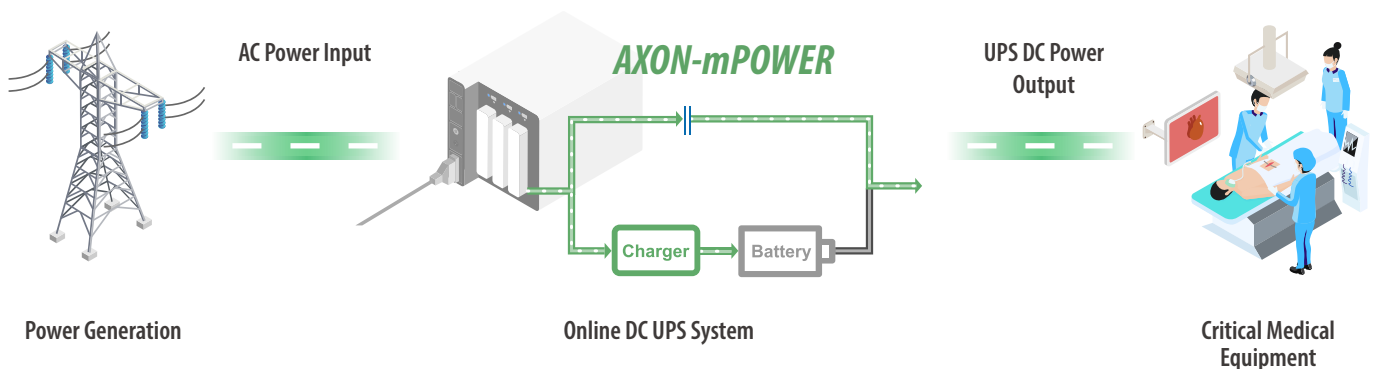 AC Power Input
AXON-mPOWER
UPS DC Power
Output
Charger
Battery
Power Generation
Online DC UPS System
Critical Medical
Equipment